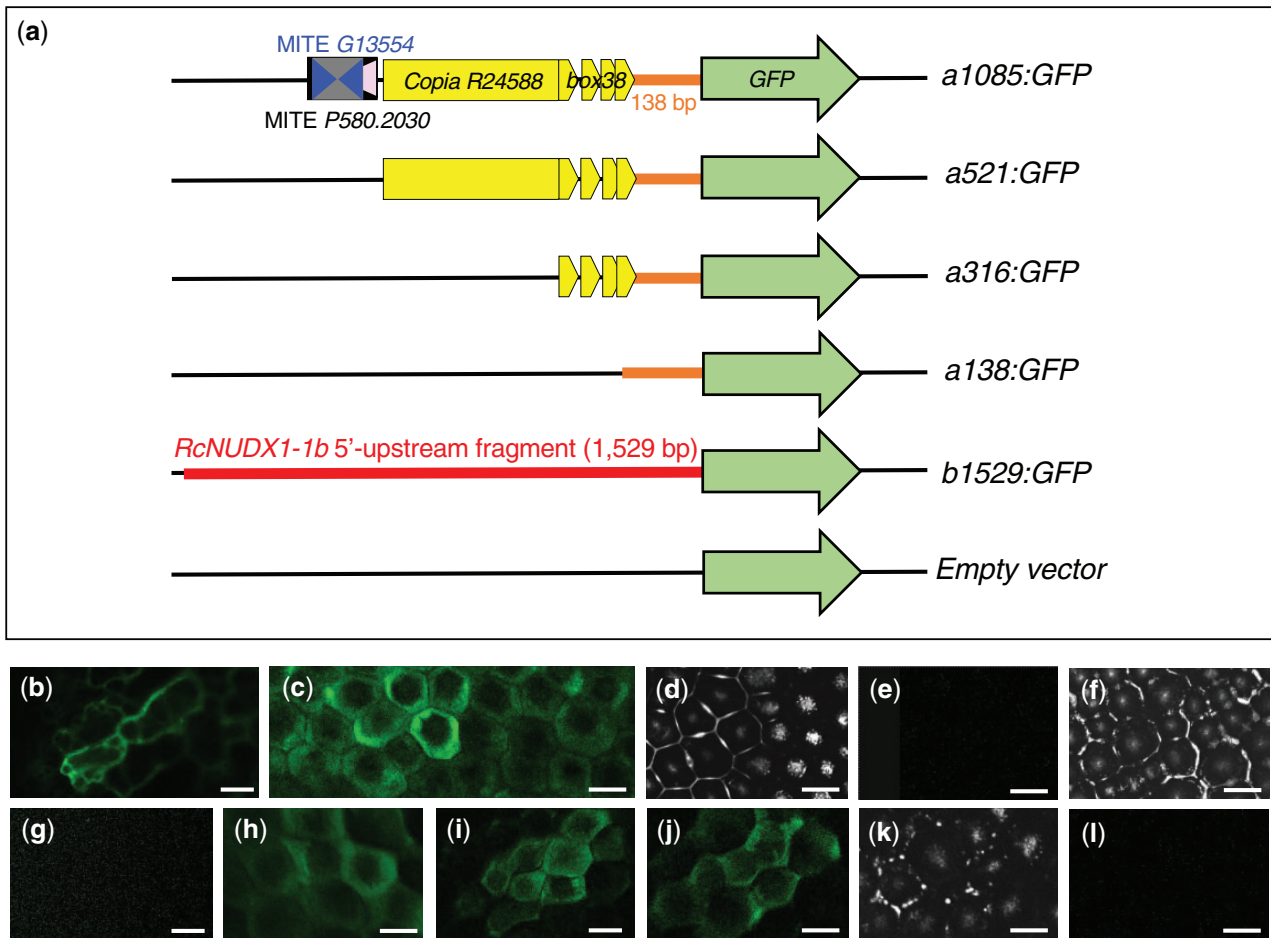 (a)
MITE G13554
Copia R24588
box38
GFP
a1085:GFP
138 bp
MITE P580.2030
a521:GFP
a316:GFP
a138:GFP
RcNUDX1-1b 5’-upstream fragment (1,529 bp)
b1529:GFP
Empty vector
(b)
(c)
(d)
(e)
(f)
(g)
(h)
(i)
(j)
(k)
(l)